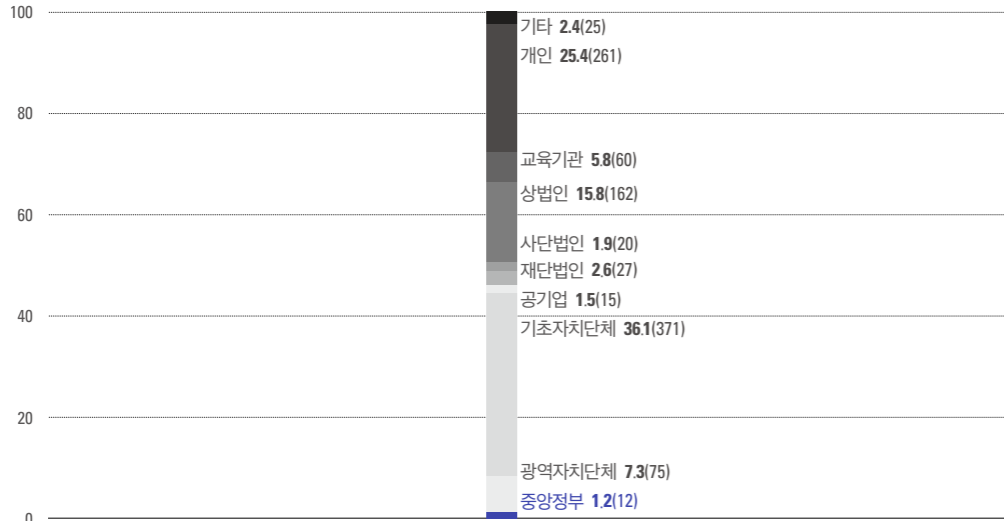 100
기타 2.4(25)
개인 25.4(261)
80
교육기관 5.8(60)
상법인 15.8(162)
60
사단법인 1.9(20)
재단법인 2.6(27)
공기업 1.5(15)
40
기초자치단체 36.1(371)
20
광역자치단체 7.3(75)
중앙정부 1.2(12)
0